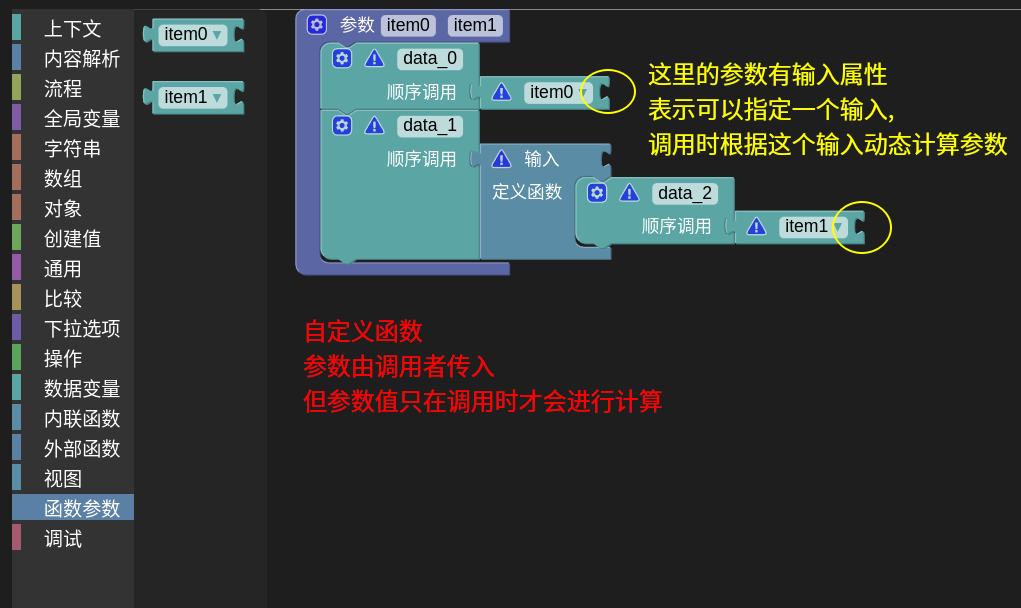 上下文
内容解析
流程
全局变量
字符串
数组
对象
创建值
通用
比较
下拉选项
操作
数据变量
内联函数
外部函数
视图
函数参数
调试
item0 ▼
item1 ▼
参数 item0 item1
data_0
顺序调用 item0
data_1
顺序调用 输入
定义函数 data_2
顺序调用 item1
这里的参数有输入属性
表示可以指定一个输入,
调用时根据这个输入动态计算参数
自定义函数
参数由调用者传入
但参数值只在调用时才会进行计算